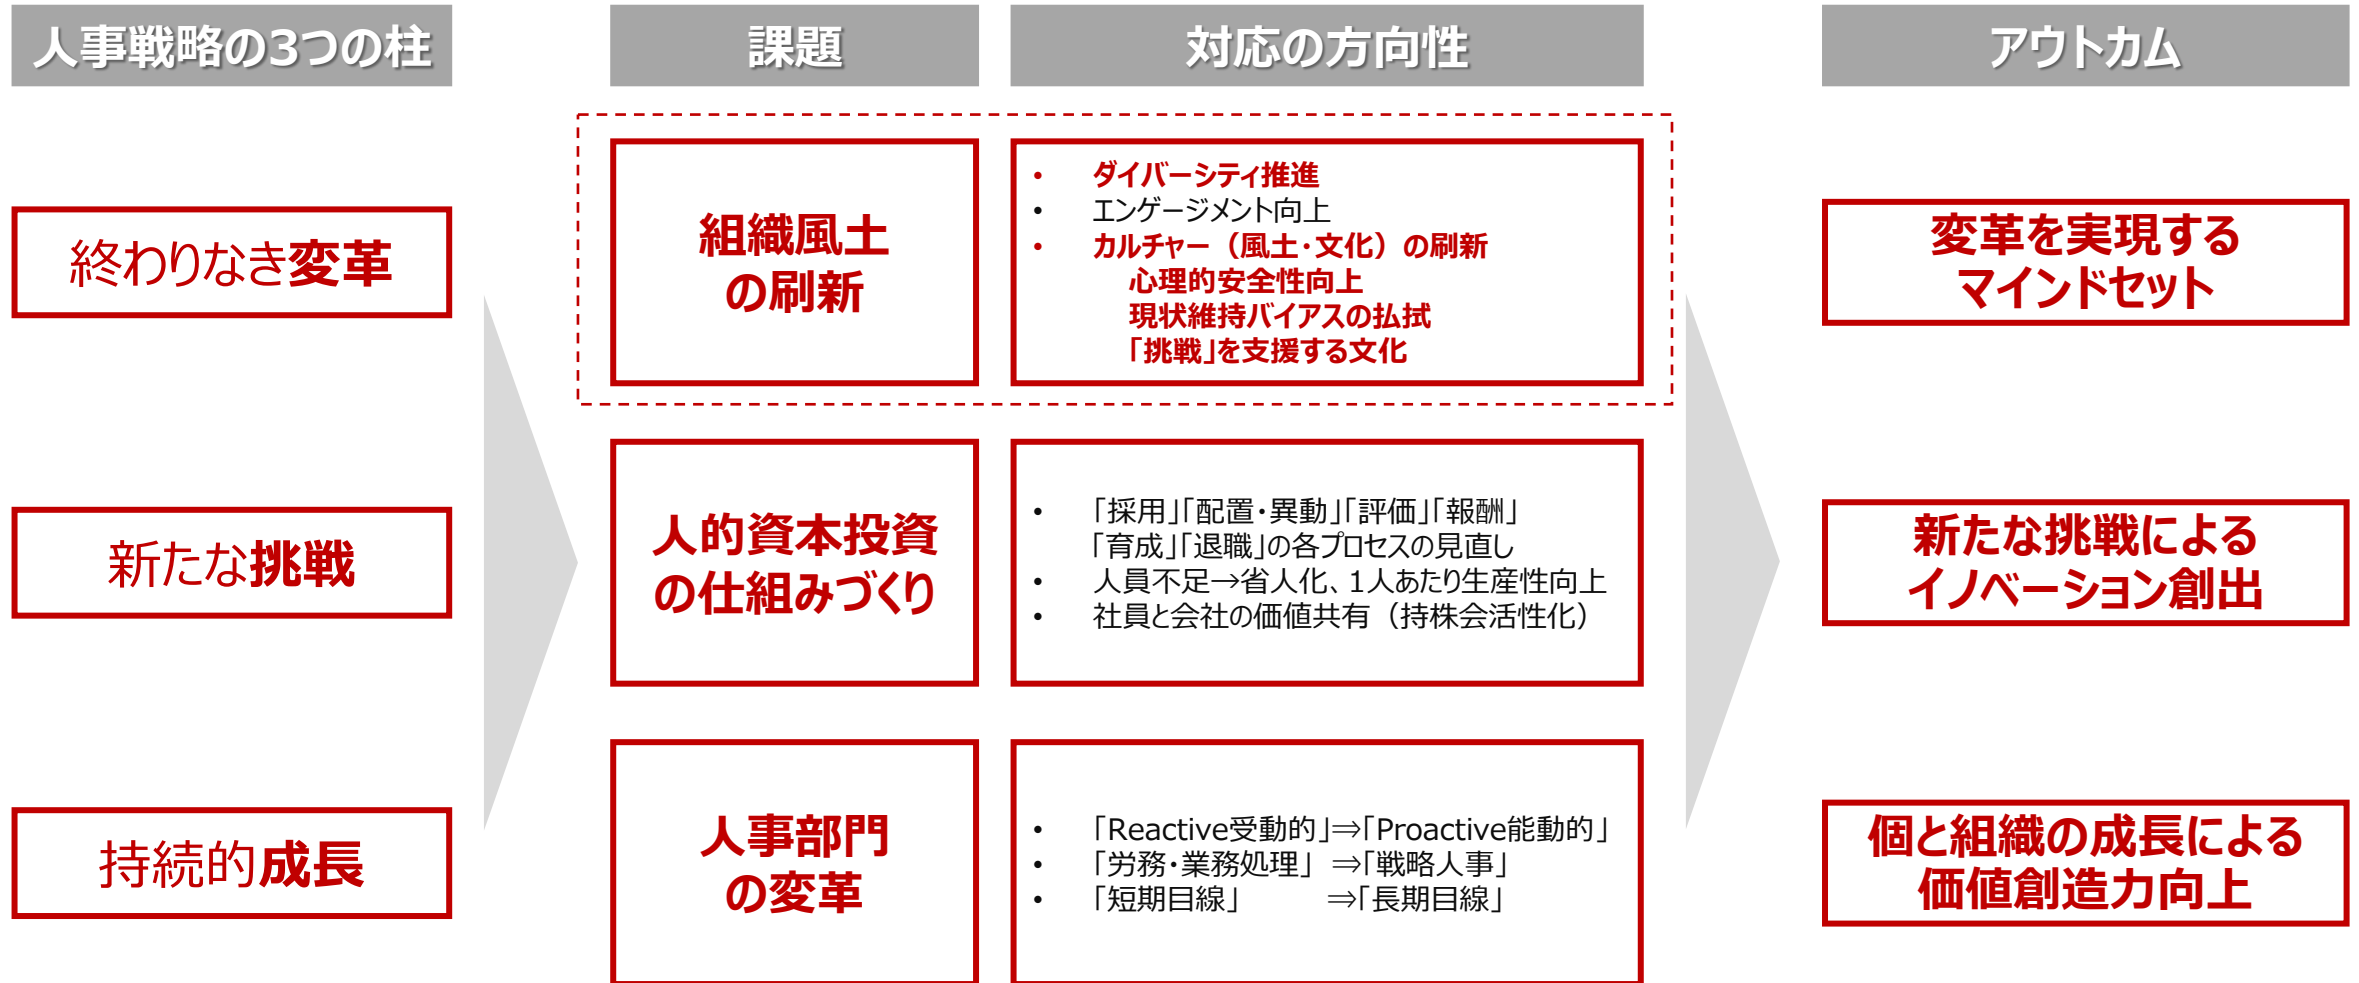 人事戦略の3つの柱
課題
対応の方向性
アウトカム
終わりなき変革
新たな挑戦
持続的成長
組織風土
の刷新
• ダイバーシティ推進
• エンゲージメント向上
• カルチャー（風土・文化）の刷新
心理的安全性向上
現状維持バイアスの払拭
「挑戦」を支援する文化
人的資本投資
の仕組みづくり
• 「採用」「配置・異動」「評価」「報酬」
「育成」「退職」の各プロセスの見直し
• 人員不足→省人化、1人あたり生産性向上
• 社員と会社の価値共有（持株会活性化）
人事部門
の変革
• 「Reactive受動的」⇒「Proactive能動的」
• 「労務・業務処理」 ⇒「戦略人事」
• 「短期目線」 ⇒「長期目線」
変革を実現する
マインドセット
新たな挑戦による
イノベーション創出
個と組織の成長による
価値創造力向上